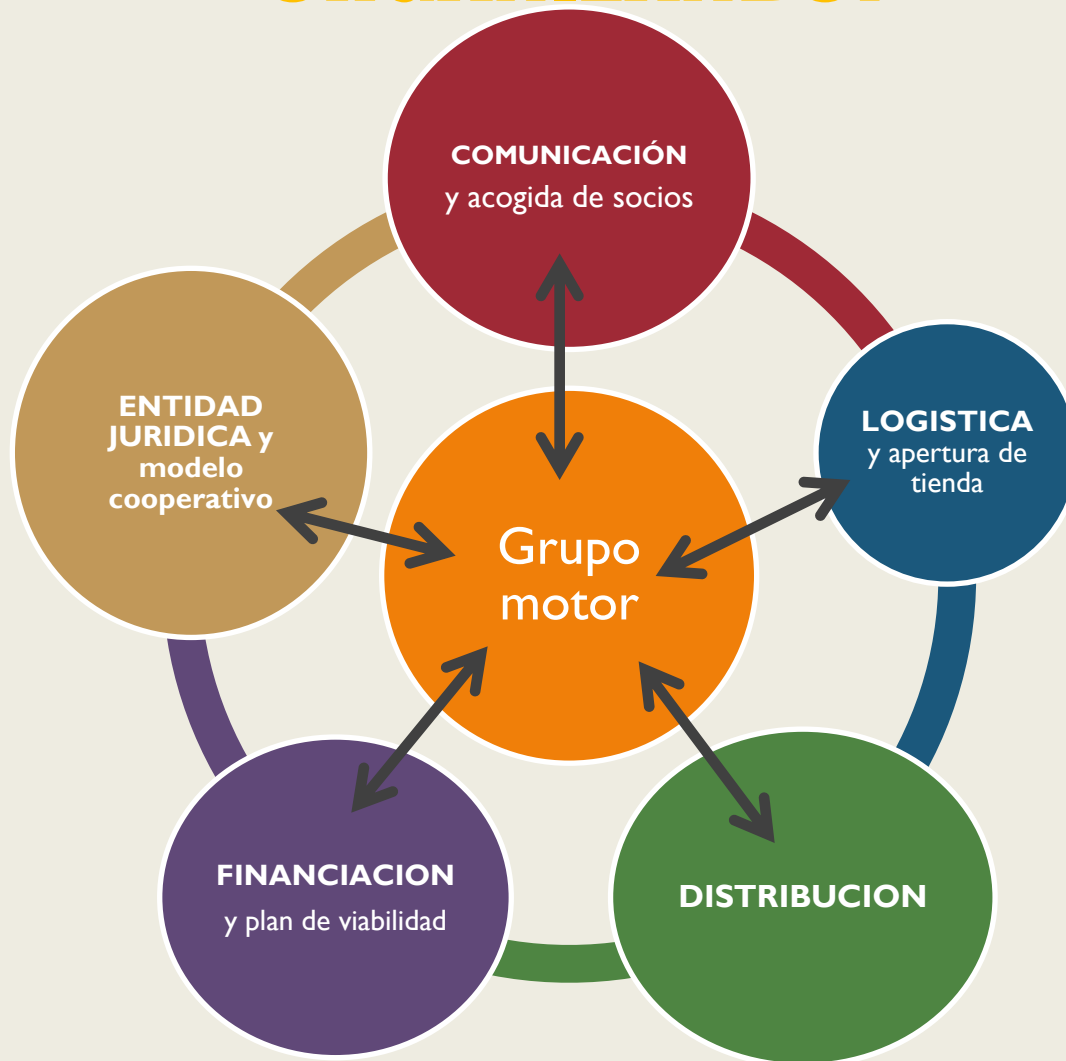 COMUNICACIÓN
y acogida de socios
ENTIDAD
JURIDICA y
modelo
cooperativo
LOGISTICA
y apertura de
tienda
Grupo
motor
FINANCIACION
y plan de viabilidad
DISTRIBUCION